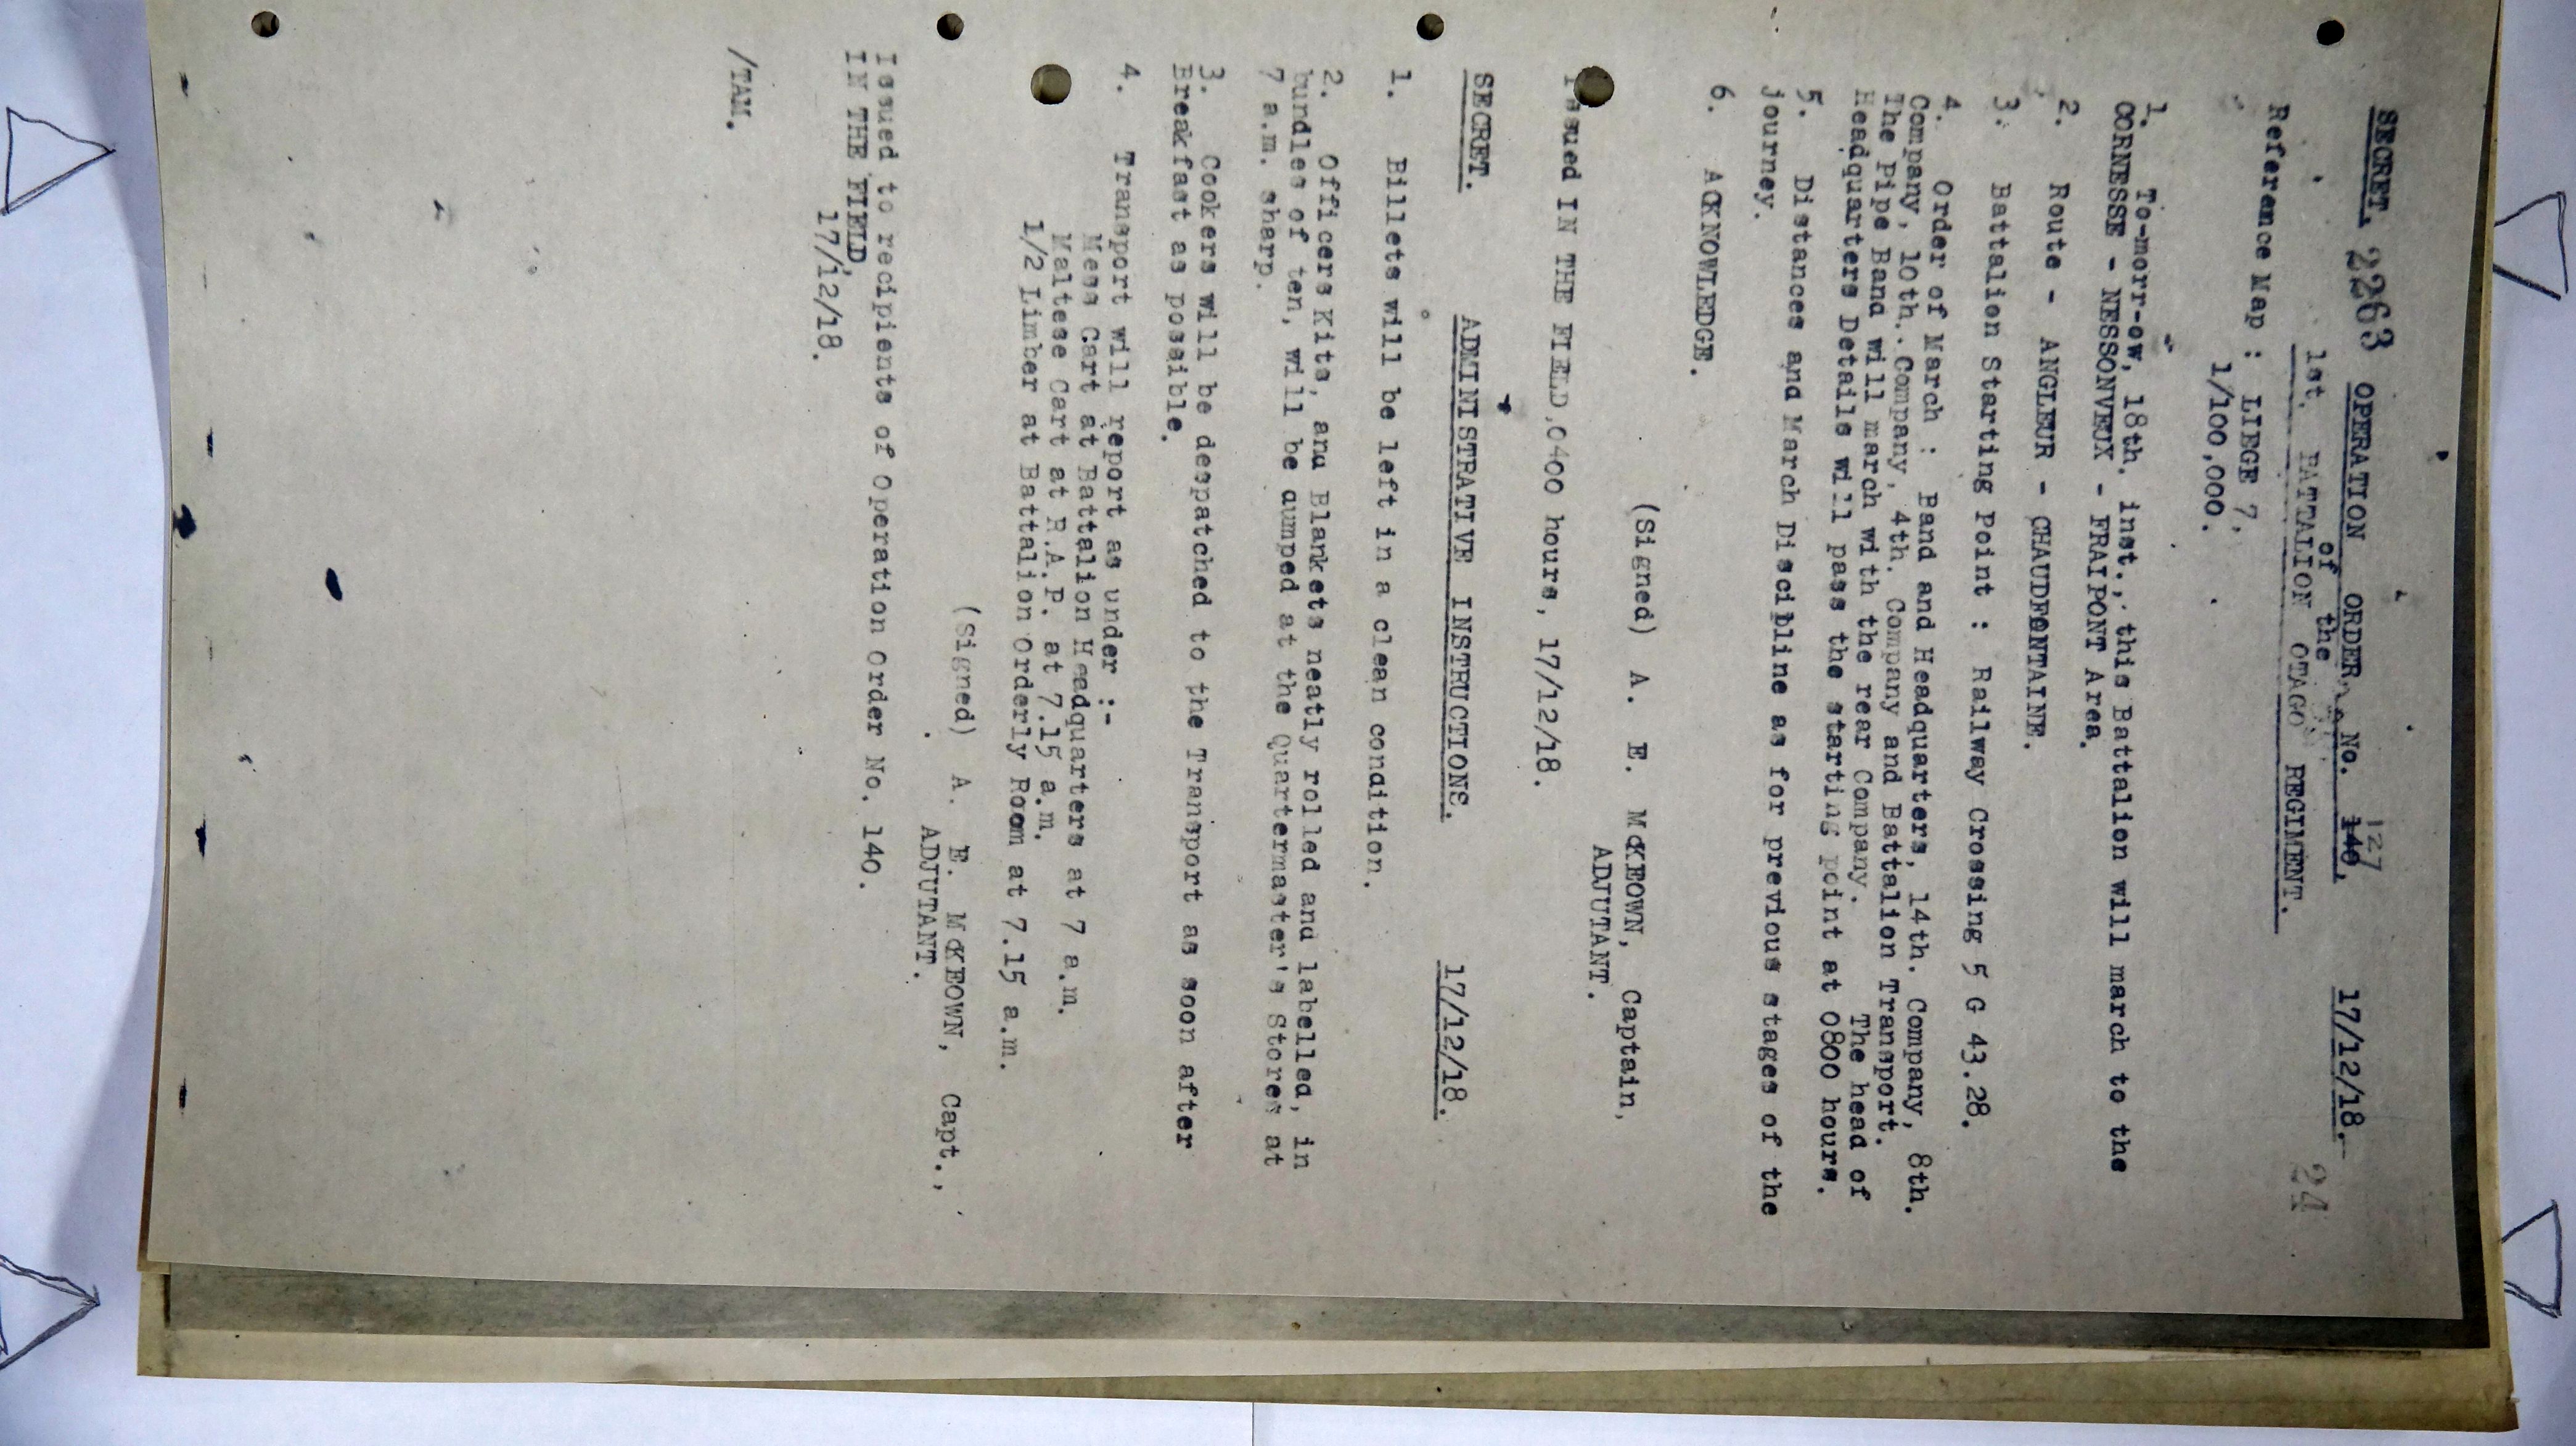 SECRET. 2263 OPERATION ORDER No. 140. 127 17/12/18.
of the
1st. BATTALION OTAGO REGIMENT. 24
Reference Map : LIEGE 7,
1/100,000.
1. To-morr-ow, 18th. inst., this Battalion will march to the
CORNESSE - NESSONVEUX - FRAIPONT Area.
2. Route - ANGLEUR - CHAUDFONTAINE.
3. Battalion Starting Point : Railway Crossing 5 G 43.28.
4. Order of March : Band and Headquarters, 14th. Company, 8th.
Company, 10th. Company, 4th. Company and Battalion Transport.
The Pipe Band will march with the rear Company. The head of
Headquarters Details will pass the starting point at 0800 hours.
5. Distances and March Discipline as for previous stages of the
journey.
6. ACKNOWLEDGE.
(Signed) A. E. McKEOWN, Captain,
ADJUTANT.
Issued IN THE FIELD,0400 hours, 17/12/18.
SECRET. ADMINISTRATIVE INSTRUCTIONS. 17/12/18.
1. Billets will be left in a clean condition.
2. Officers Kits, and Blankets neatly rolled and labelled, in
bundles of ten, will be dumped at the Quartermaster's Stores at
7 a.m. sharp.
3. Cookers will be despatched to the Transport as soon after
Breakfast as possible.
4. Transport will report as under :-
Mess Cart at Battalion Headquarters at 7 a.m.
Maltese Cart at R.A.P. at 7.15 a.m.
1/2 Limber at Battalion Orderly Room at 7.15 a.m.
(Signed) A. E. McKEOWN, Capt.,
ADJUTANT.
Issued to recipients of Operation Order No. 140.
IN THE FIELD,
17/12/18.
/TAM.